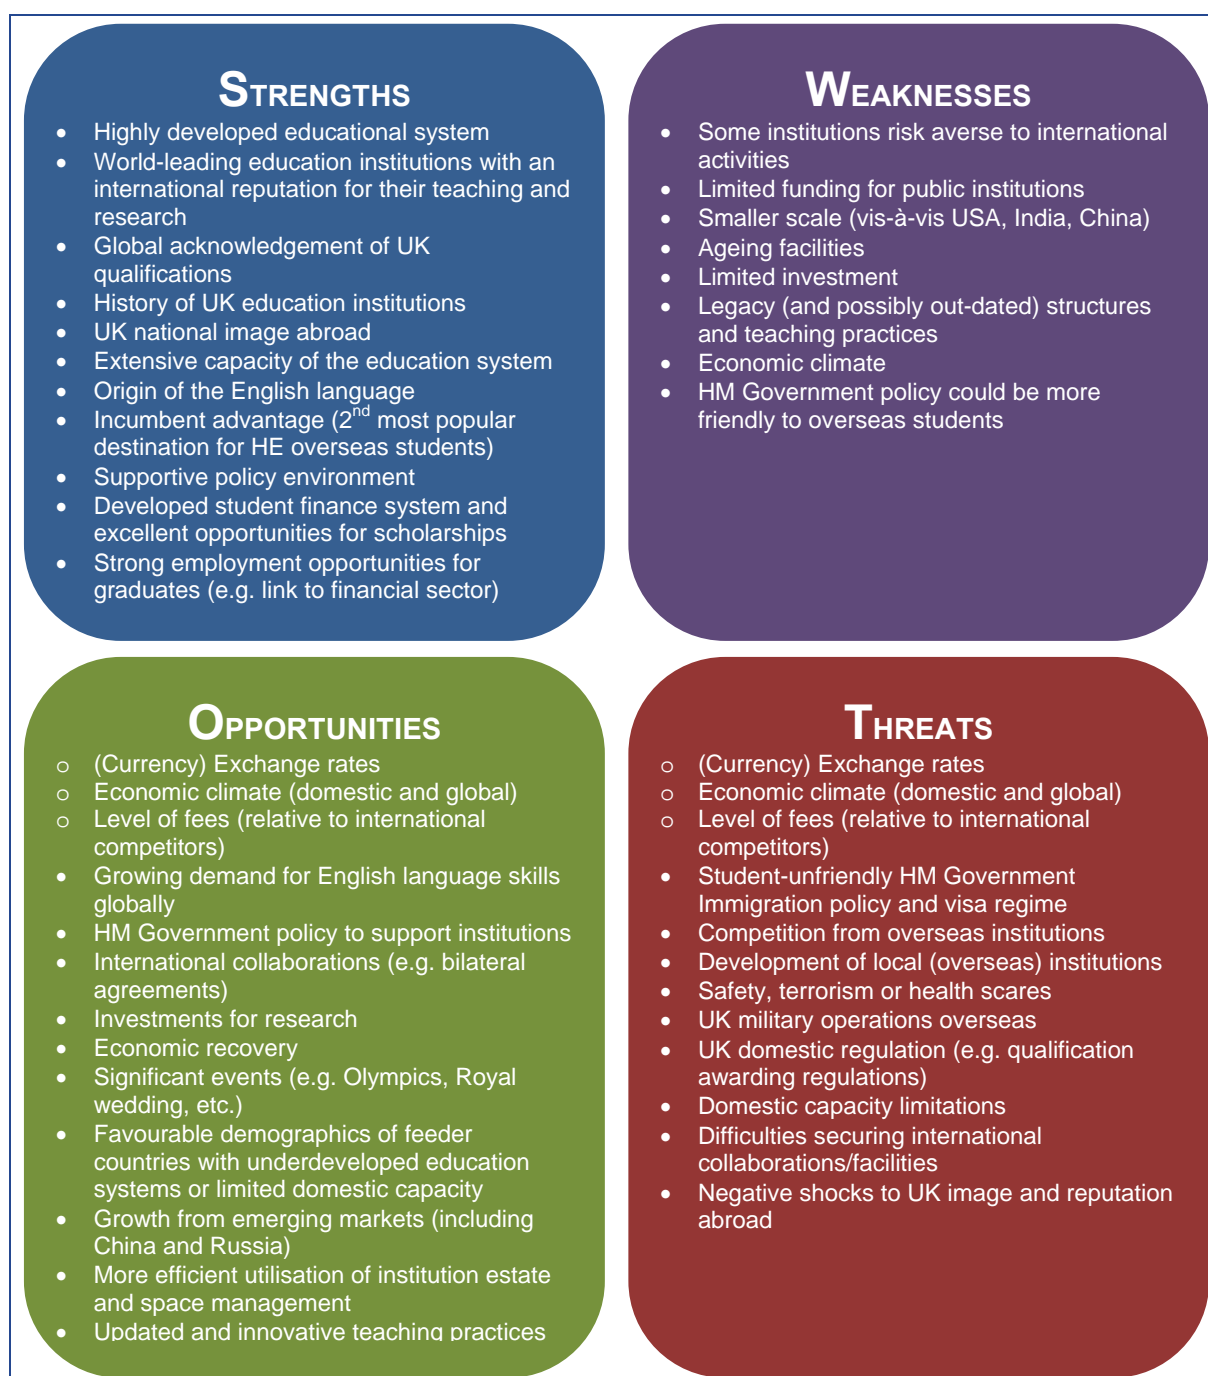 STRENGTHS
• Highly developed educational system
• World-leading education institutions with an
international reputation for their teaching and
research
• Global acknowledgement of UK
qualifications
• History of UK education institutions
• UK national image abroad
• Extensive capacity of the education system
• Origin of the English language
• Incumbent advantage (2nd most popular
destination for HE overseas students)
• Supportive policy environment
• Developed student finance system and
excellent opportunities for scholarships
• Strong employment opportunities for
graduates (e.g. link to financial sector)
WEAKNESSES
• Some institutions risk averse to international
activities
• Limited funding for public institutions
• Smaller scale (vis-à-vis USA, India, China)
• Ageing facilities
• Limited investment
• Legacy (and possibly out-dated) structures
and teaching practices
• Economic climate
• HM Government policy could be more
friendly to overseas students
OPPORTUNITIES
o (Currency) Exchange rates
o Economic climate (domestic and global)
o Level of fees (relative to international
competitors)
• Growing demand for English language skills
globally
• HM Government policy to support institutions
• International collaborations (e.g. bilateral
agreements)
• Investments for research
• Economic recovery
• Significant events (e.g. Olympics, Royal
wedding, etc.)
• Favourable demographics of feeder
countries with underdeveloped education
systems or limited domestic capacity
• Growth from emerging markets (including
China and Russia)
• More efficient utilisation of institution estate
and space management
• Updated and innovative teaching practices
THREATS
o (Currency) Exchange rates
o Economic climate (domestic and global)
o Level of fees (relative to international
competitors)
• Student-unfriendly HM Government
Immigration policy and visa regime
• Competition from overseas institutions
• Development of local (overseas) institutions
• Safety, terrorism or health scares
• UK military operations overseas
• UK domestic regulation (e.g. qualification
awarding regulations)
• Domestic capacity limitations
• Difficulties securing international
collaborations/facilities
• Negative shocks to UK image and reputation
abroad